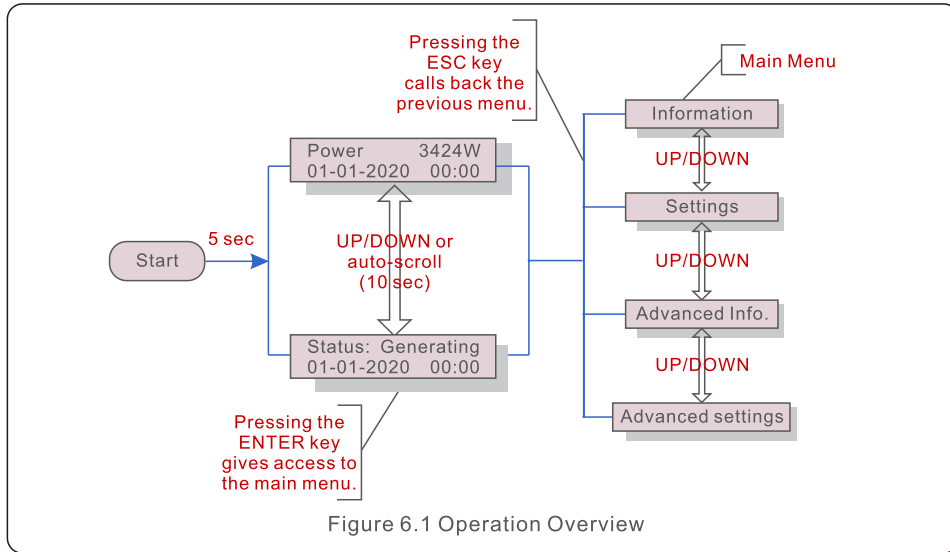 Pressing the
ESC key
calls back the
previous menu.
Main Menu
Information
UP/DOWN
Settings
UP/DOWN
Advanced Info.
UP/DOWN
Advanced settings
Power 3424W
01-01-2020 00:00
5 sec
Start
UP/DOWN or
auto-scroll
(10 sec)
Status: Generating
01-01-2020 00:00
Pressing the
ENTER key
gives access to
the main menu.
Figure 6.1 Operation Overview